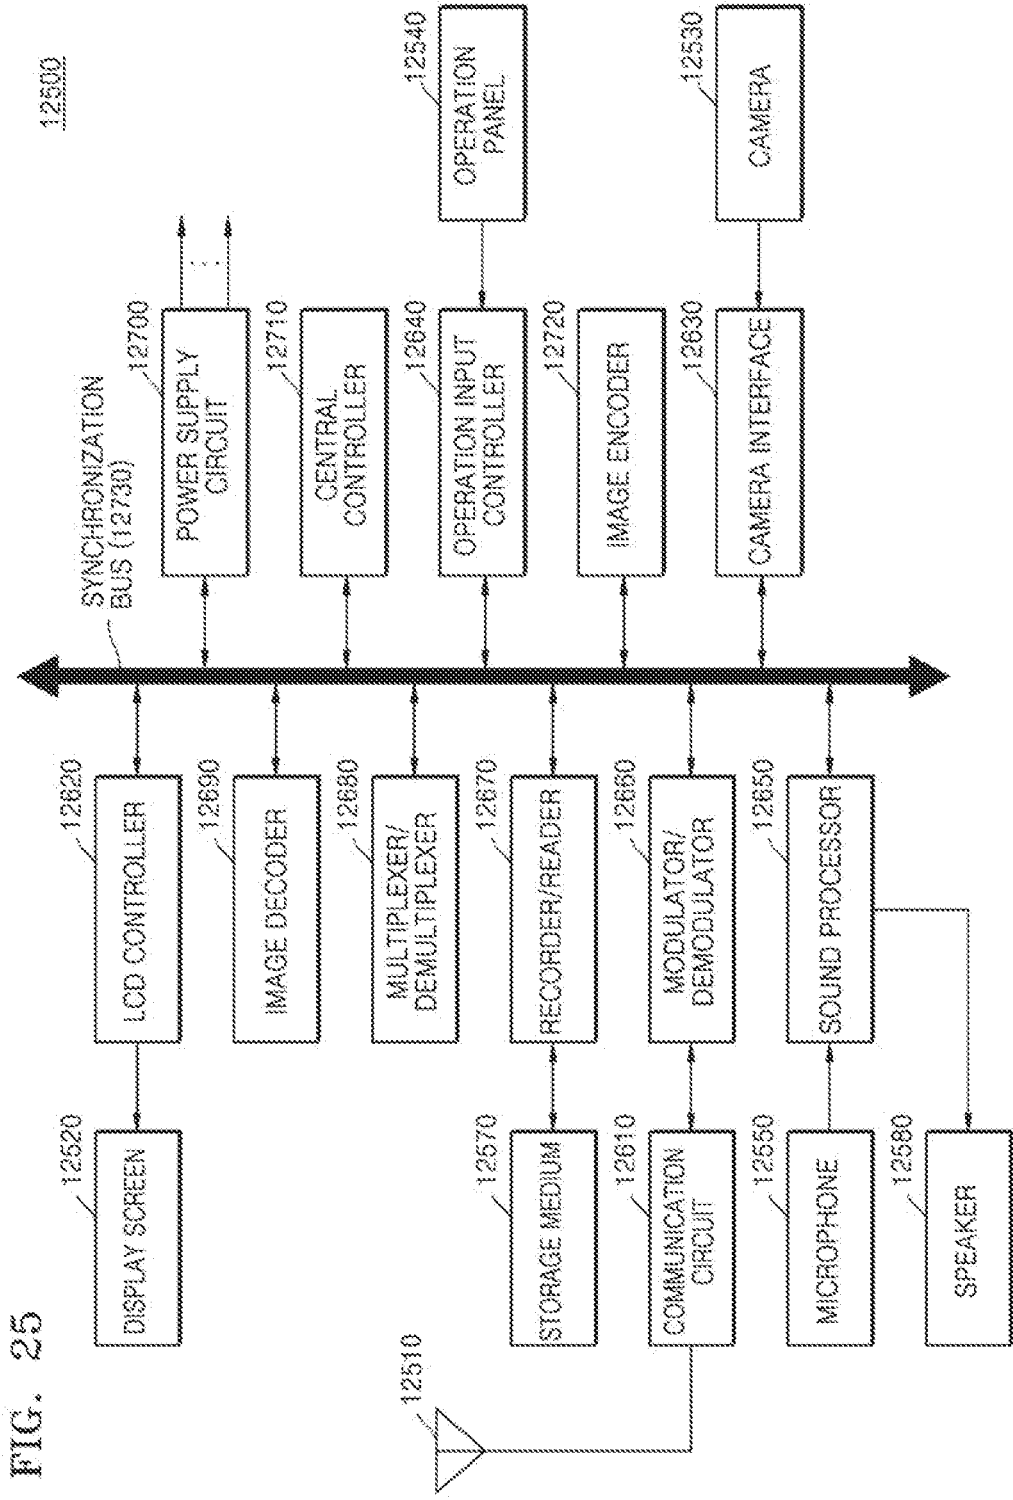 FIG. 25
12500
12510
DISPLAY SCREEN
12520
LCD CONTROLLER
12620
IMAGE DECODER
12690
MULTIPLEXER/
DEMULTIPLEXER
12680
STORAGE MEDIUM
12570
RECORDER/READER
12670
COMMUNICATION
CIRCUIT
12610
MODULATOR/
DEMODULATOR
12660
MICROPHONE
12550
SOUND PROCESSOR
12650
SPEAKER
12580
SYNCHRONIZATION
BUS (12730)
POWER SUPPLY
CIRCUIT
12700
CENTRAL
CONTROLLER
12710
OPERATION INPUT
CONTROLLER
12640
OPERATION
PANEL
12540
IMAGE ENCODER
12720
CAMERA INTERFACE
12630
CAMERA
12530